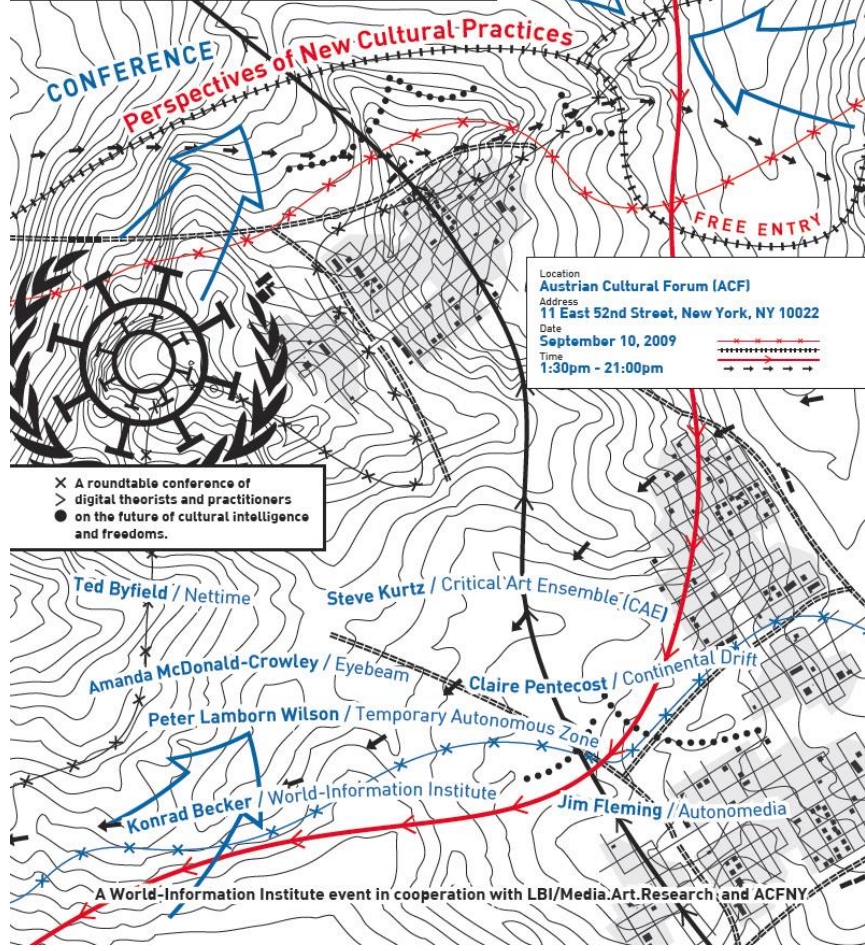 CONFERENCE
Perspectives of New Cultural Practices
FREE ENTRY
Location
Austrian Cultural Forum (ACF)
Address
11 East 52nd Street, New York, NY 10022
Date
September 10, 2009
Time
1:30pm - 21:00pm
A roundtable conference of
digital theorists and practitioners
on the future of cultural intelligence
and freedoms.
Ted Byfield / Nettime
Steve Kurtz / Critical Art Ensemble (CAE)
Amanda McDonald-Crowley / Eyebeam
Claire Pentecost / Continental Drift
Peter Lamborn Wilson / Temporary Autonomous Zone
Konrad Becker / World-Information Institute
Jim Fleming / Autonomedia
A World-Information Institute event in cooperation with LBI/Media.Art.Research and ACFNY